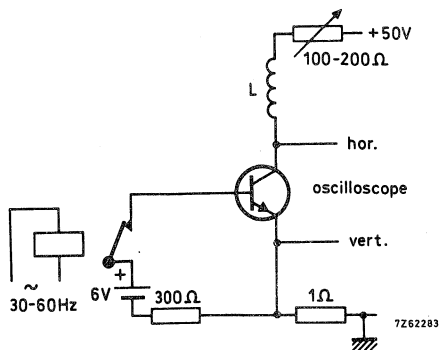 +50V
100-200Ω
L
hor.
oscilloscope
vert.
+
6V
300Ω
1Ω
~
30-60Hz
7Z62283